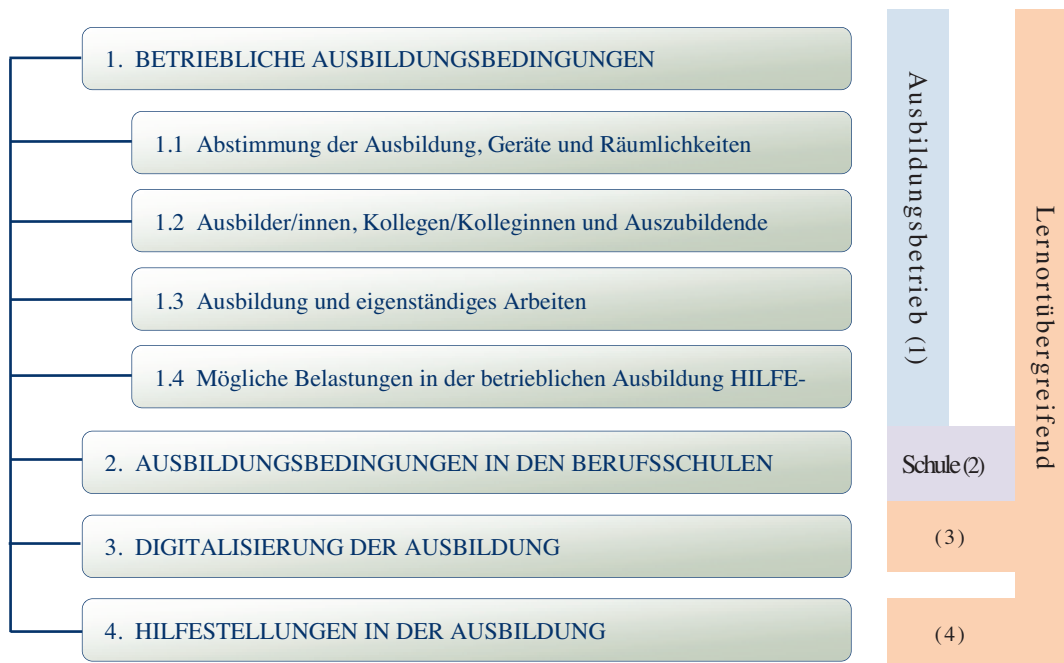 1. BETRIEBLICHE AUSBILDUNGSBEDINGUNGEN
1.1 Abstimmung der Ausbildung, Geräte und Räumlichkeiten
1.2 Ausbilder/innen, Kollegen/Kolleginnen und Auszubildende
1.3 Ausbildung und eigenständiges Arbeiten
1.4 Mögliche Belastungen in der betrieblichen Ausbildung HILFE-
2. AUSBILDUNGSBEDINGUNGEN IN DEN BERUFSSCHULEN
3. DIGITALISIERUNG DER AUSBILDUNG
4. HILFESTELLUNGEN IN DER AUSBILDUNG
Ausbildungsbetrieb (1)
Schule (2)
(3)
(4)
Lernortübergreifend